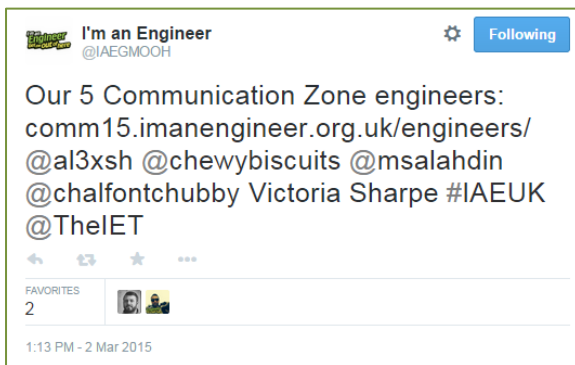 I'm an Engineer
@IAEGMOOH
Following
Our 5 Communication Zone engineers:
comm15.imanengineer.org.uk/engineers/
@al3xsh @chewybiscuits @msalahdin
@chalfontchubby Victoria Sharpe #IAEUK
@TheIET
FAVORITES
2
1:13 PM - 2 Mar 2015